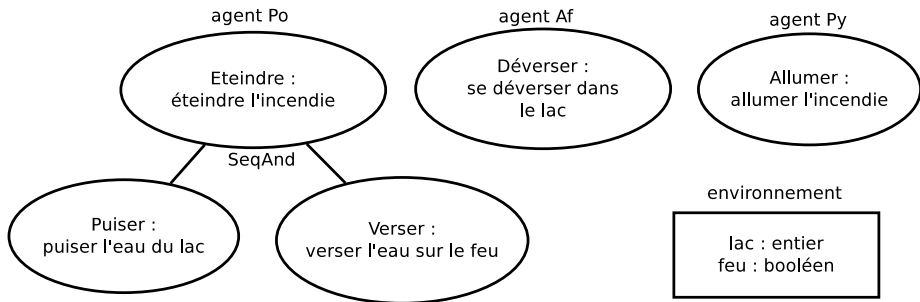 agent Po
agent Af
agent Py
Eteindre :
éteindre l'incendie
Déverser :
se déverser dans
le lac
Allumer :
allumer l'incendie
SeqAnd
Puiser :
puiser l'eau du lac
Verser :
verser l'eau sur le feu
environnement
lac : entier
feu : booléen